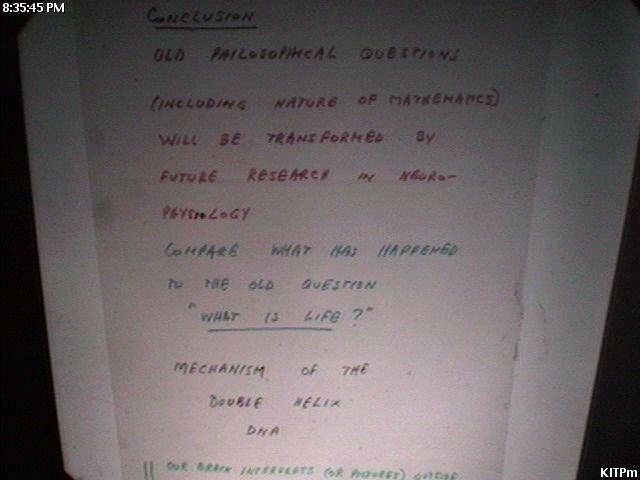 8:35:45 PM
CONCLUSION
OLD PHILOSOPHICAL QUESTIONS
(INCLUDING NATURE OF MATHEMATICS)
WILL BE TRANSFORMED BY
FUTURE RESEARCH IN NEURO-
PHYSIOLOGY
COMPARE WHAT HAS HAPPENED
TO THE OLD QUESTION
"WHAT IS LIFE?"
MECHANISM OF THE
DOUBLE HELIX
DNA
OUR BRAIN INTERPRETS (OR PICTURES) OUTSIDE
KITPm